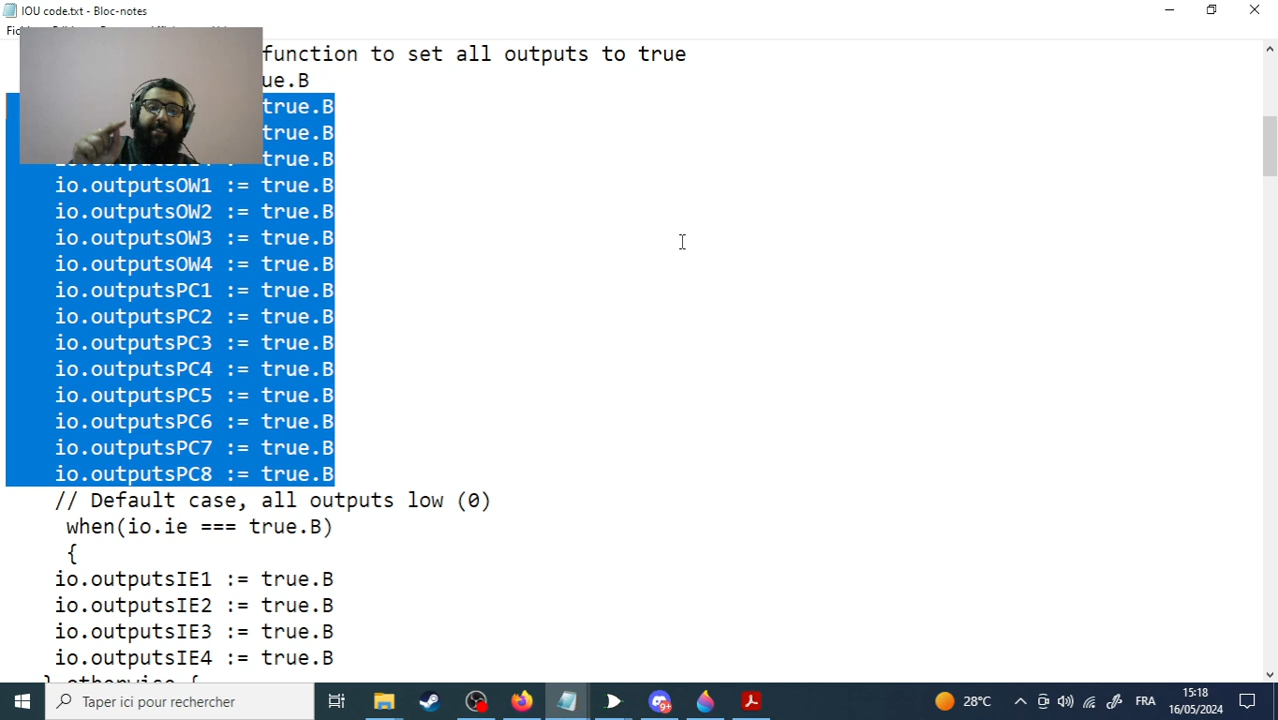 IOU code.txt - Bloc-notes
function to set all outputs to true
ue.B
true.B
true.B
:= true.B
io.outputsOW1 := true.B
io.outputsOW2 := true.B
io.outputsOW3 := true.B
io.outputsOW4 := true.B
io.outputsPC1 := true.B
io.outputsPC2 := true.B
io.outputsPC3 := true.B
io.outputsPC4 := true.B
io.outputsPC5 := true.B
io.outputsPC6 := true.B
io.outputsPC7 := true.B
io.outputsPC8 := true.B
// Default case, all outputs low (0)
when(io.ie === true.B)
{
io.outputsIE1 := true.B
io.outputsIE2 := true.B
io.outputsIE3 := true.B
io.outputsIE4 := true.B
} otherwise {
Taper ici pour rechercher
9+
28°C
FRA
15:18
16/05/2024